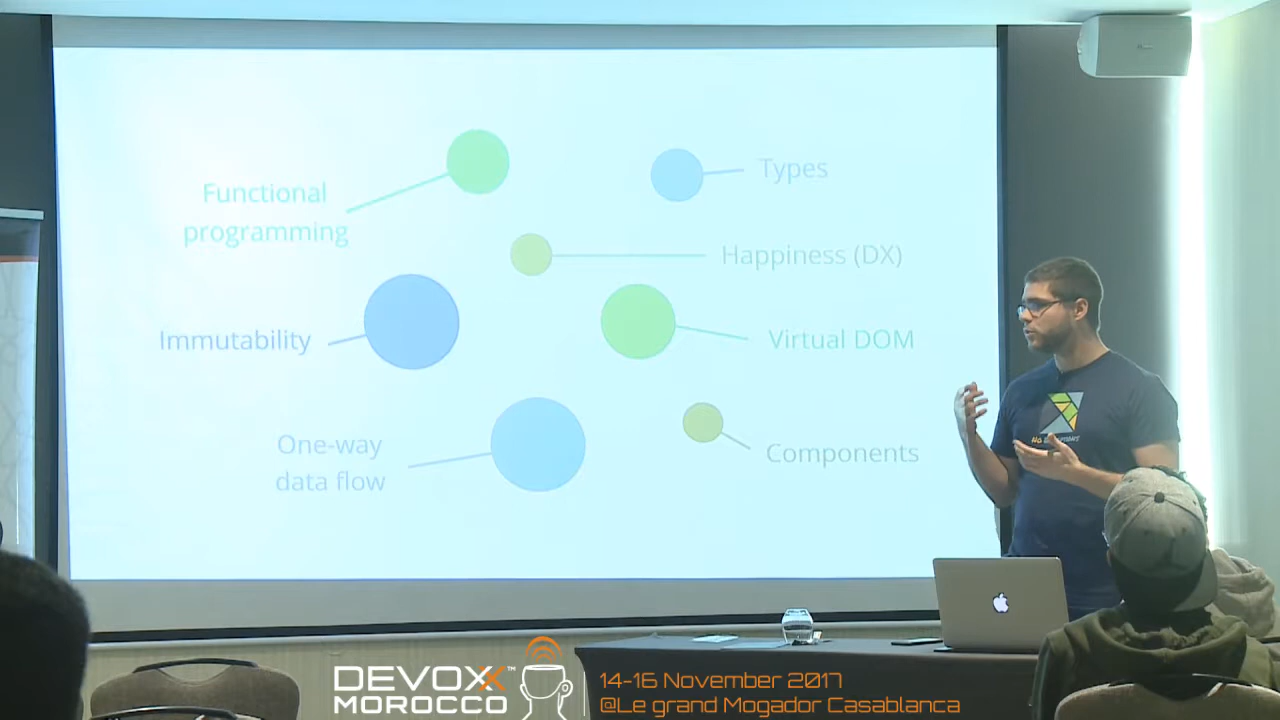 Functional
programming
Types
Happiness (DX)
Immutability
Virtual DOM
One-way
data flow
Components
DEVOXX™
MOROCCO
14-16 November 2017
@Le grand Mogador Casablanca